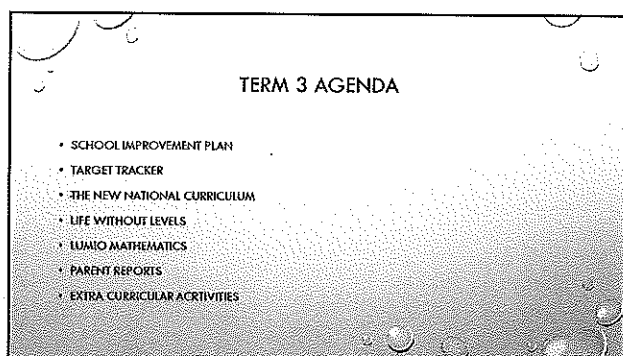 TERM 3 AGENDA
• SCHOOL IMPROVEMENT PLAN
• TARGET TRACKER
• THE NEW NATIONAL CURRICULUM
• LIFE WITHOUT LEVELS
• LUMIO MATHEMATICS
• PARENT REPORTS
• EXTRA CURRICULAR ACRTIVITIES